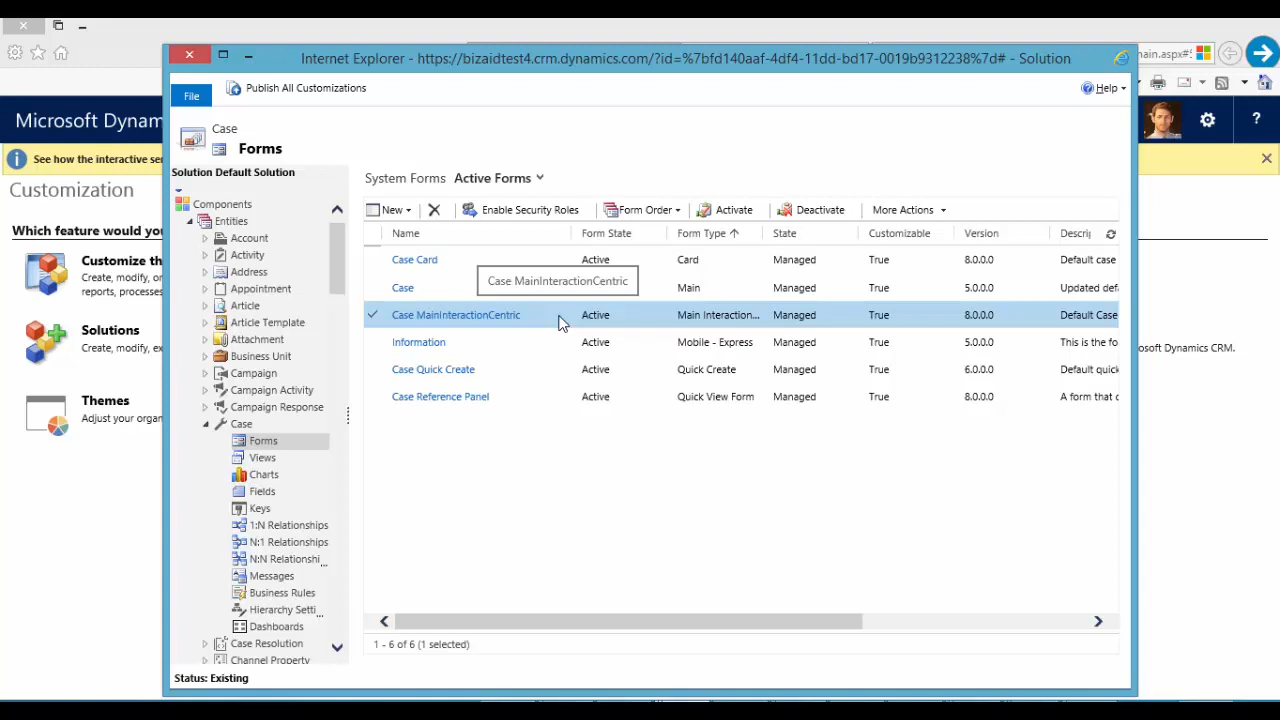 Internet Explorer - https://bizaidtest4.crm.dynamics.com/?id=%7bfd140aaf-4df4-11dd-bd17-0019b9312238%7d# - Solution
nain.aspx#
File
Publish All Customizations
Help
Microsoft Dynam
?
Case
Forms
See how the interactive se
Customization
Which feature would you
Customize th
Create, modify, or
reports, processes
Solutions
Create, modify, ex
osoft Dynamics CRM.
Themes
Adjust your organ
Solution Default Solution
Components
Entities
Account
Activity
Address
Appointment
Article
Article Template
Attachment
Business Unit
Campaign
Campaign Activity
Campaign Response
Case
Forms
Views
Charts
Fields
Keys
1:N Relationships
N:1 Relationships
N:N Relationshi...
Messages
Business Rules
Hierarchy Setti...
Dashboards
Case Resolution
Channel Property
Status: Existing
System Forms Active Forms
New Enable Security Roles Form Order Activate Deactivate More Actions
Name Form State Form Type State Customizable Version Descrip
Case Card Active Card Managed True 8.0.0.0 Default case
Case MainInteractionCentric
Case Main Managed True 5.0.0.0 Updated def
Case MainInteractionCentric Active Main Interaction... Managed True 8.0.0.0 Default Case
Information Active Mobile - Express Managed True 5.0.0.0 This is the fo
Case Quick Create Active Quick Create Managed True 6.0.0.0 Default quick
Case Reference Panel Active Quick View Form Managed True 8.0.0.0 A form that
1 - 6 of 6 (1 selected)